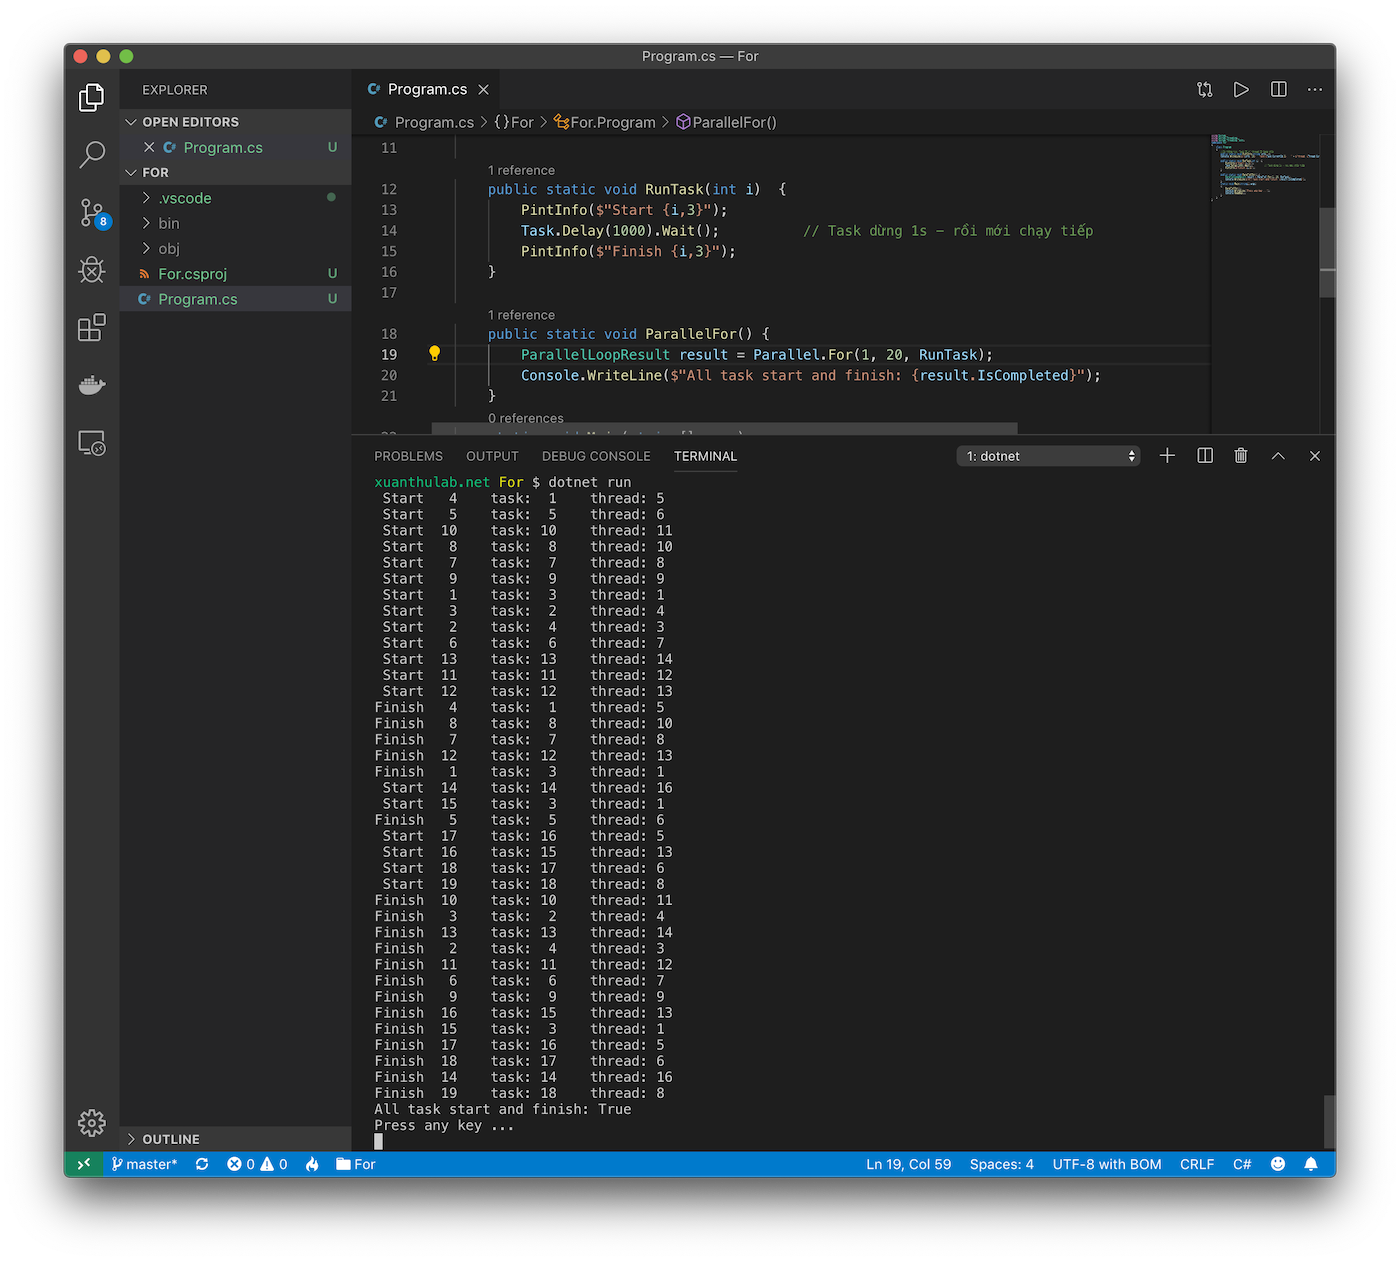 Program.cs — For
EXPLORER
OPEN EDITORS
Program.cs U
FOR
.vscode
bin
obj
For.csproj U
Program.cs U
8
OUTLINE
Program.cs
Program.cs > {} For > For.Program > ParallelFor()
11
1 reference
12 public static void RunTask(int i)  {
13 PintInfo($"Start {i,3}");
14 Task.Delay(1000).Wait();          // Task dừng 1s – rồi mới chạy tiếp
15 PintInfo($"Finish {i,3}");
16 }
17
1 reference
18 public static void ParallelFor() {
19 ParallelLoopResult result = Parallel.For(1, 20, RunTask);
20 Console.WriteLine($"All task start and finish: {result.IsCompleted}");
21 }
0 references
PROBLEMS OUTPUT DEBUG CONSOLE TERMINAL 1: dotnet
xuanthulab.net For $ dotnet run
Start   4    task:  1    thread: 5
Start   5    task:  5    thread: 6
Start  10    task: 10    thread: 11
Start   8    task:  8    thread: 10
Start   7    task:  7    thread: 8
Start   9    task:  9    thread: 9
Start   1    task:  3    thread: 1
Start   3    task:  2    thread: 4
Start   2    task:  4    thread: 3
Start   6    task:  6    thread: 7
Start  13    task: 13    thread: 14
Start  11    task: 11    thread: 12
Start  12    task: 12    thread: 13
Finish   4    task:  1    thread: 5
Finish   8    task:  8    thread: 10
Finish   7    task:  7    thread: 8
Finish  12    task: 12    thread: 13
Finish   1    task:  3    thread: 1
Start  14    task: 14    thread: 16
Start  15    task:  3    thread: 1
Finish   5    task:  5    thread: 6
Start  17    task: 16    thread: 5
Start  16    task: 15    thread: 13
Start  18    task: 17    thread: 6
Start  19    task: 18    thread: 8
Finish  10    task: 10    thread: 11
Finish   3    task:  2    thread: 4
Finish  13    task: 13    thread: 14
Finish   2    task:  4    thread: 3
Finish  11    task: 11    thread: 12
Finish   6    task:  6    thread: 7
Finish   9    task:  9    thread: 9
Finish  16    task: 15    thread: 13
Finish  15    task:  3    thread: 1
Finish  17    task: 16    thread: 5
Finish  18    task: 17    thread: 6
Finish  14    task: 14    thread: 16
Finish  19    task: 18    thread: 8
All task start and finish: True
Press any key ...
master* 0 0 For Ln 19, Col 59 Spaces: 4 UTF-8 with BOM CRLF C#